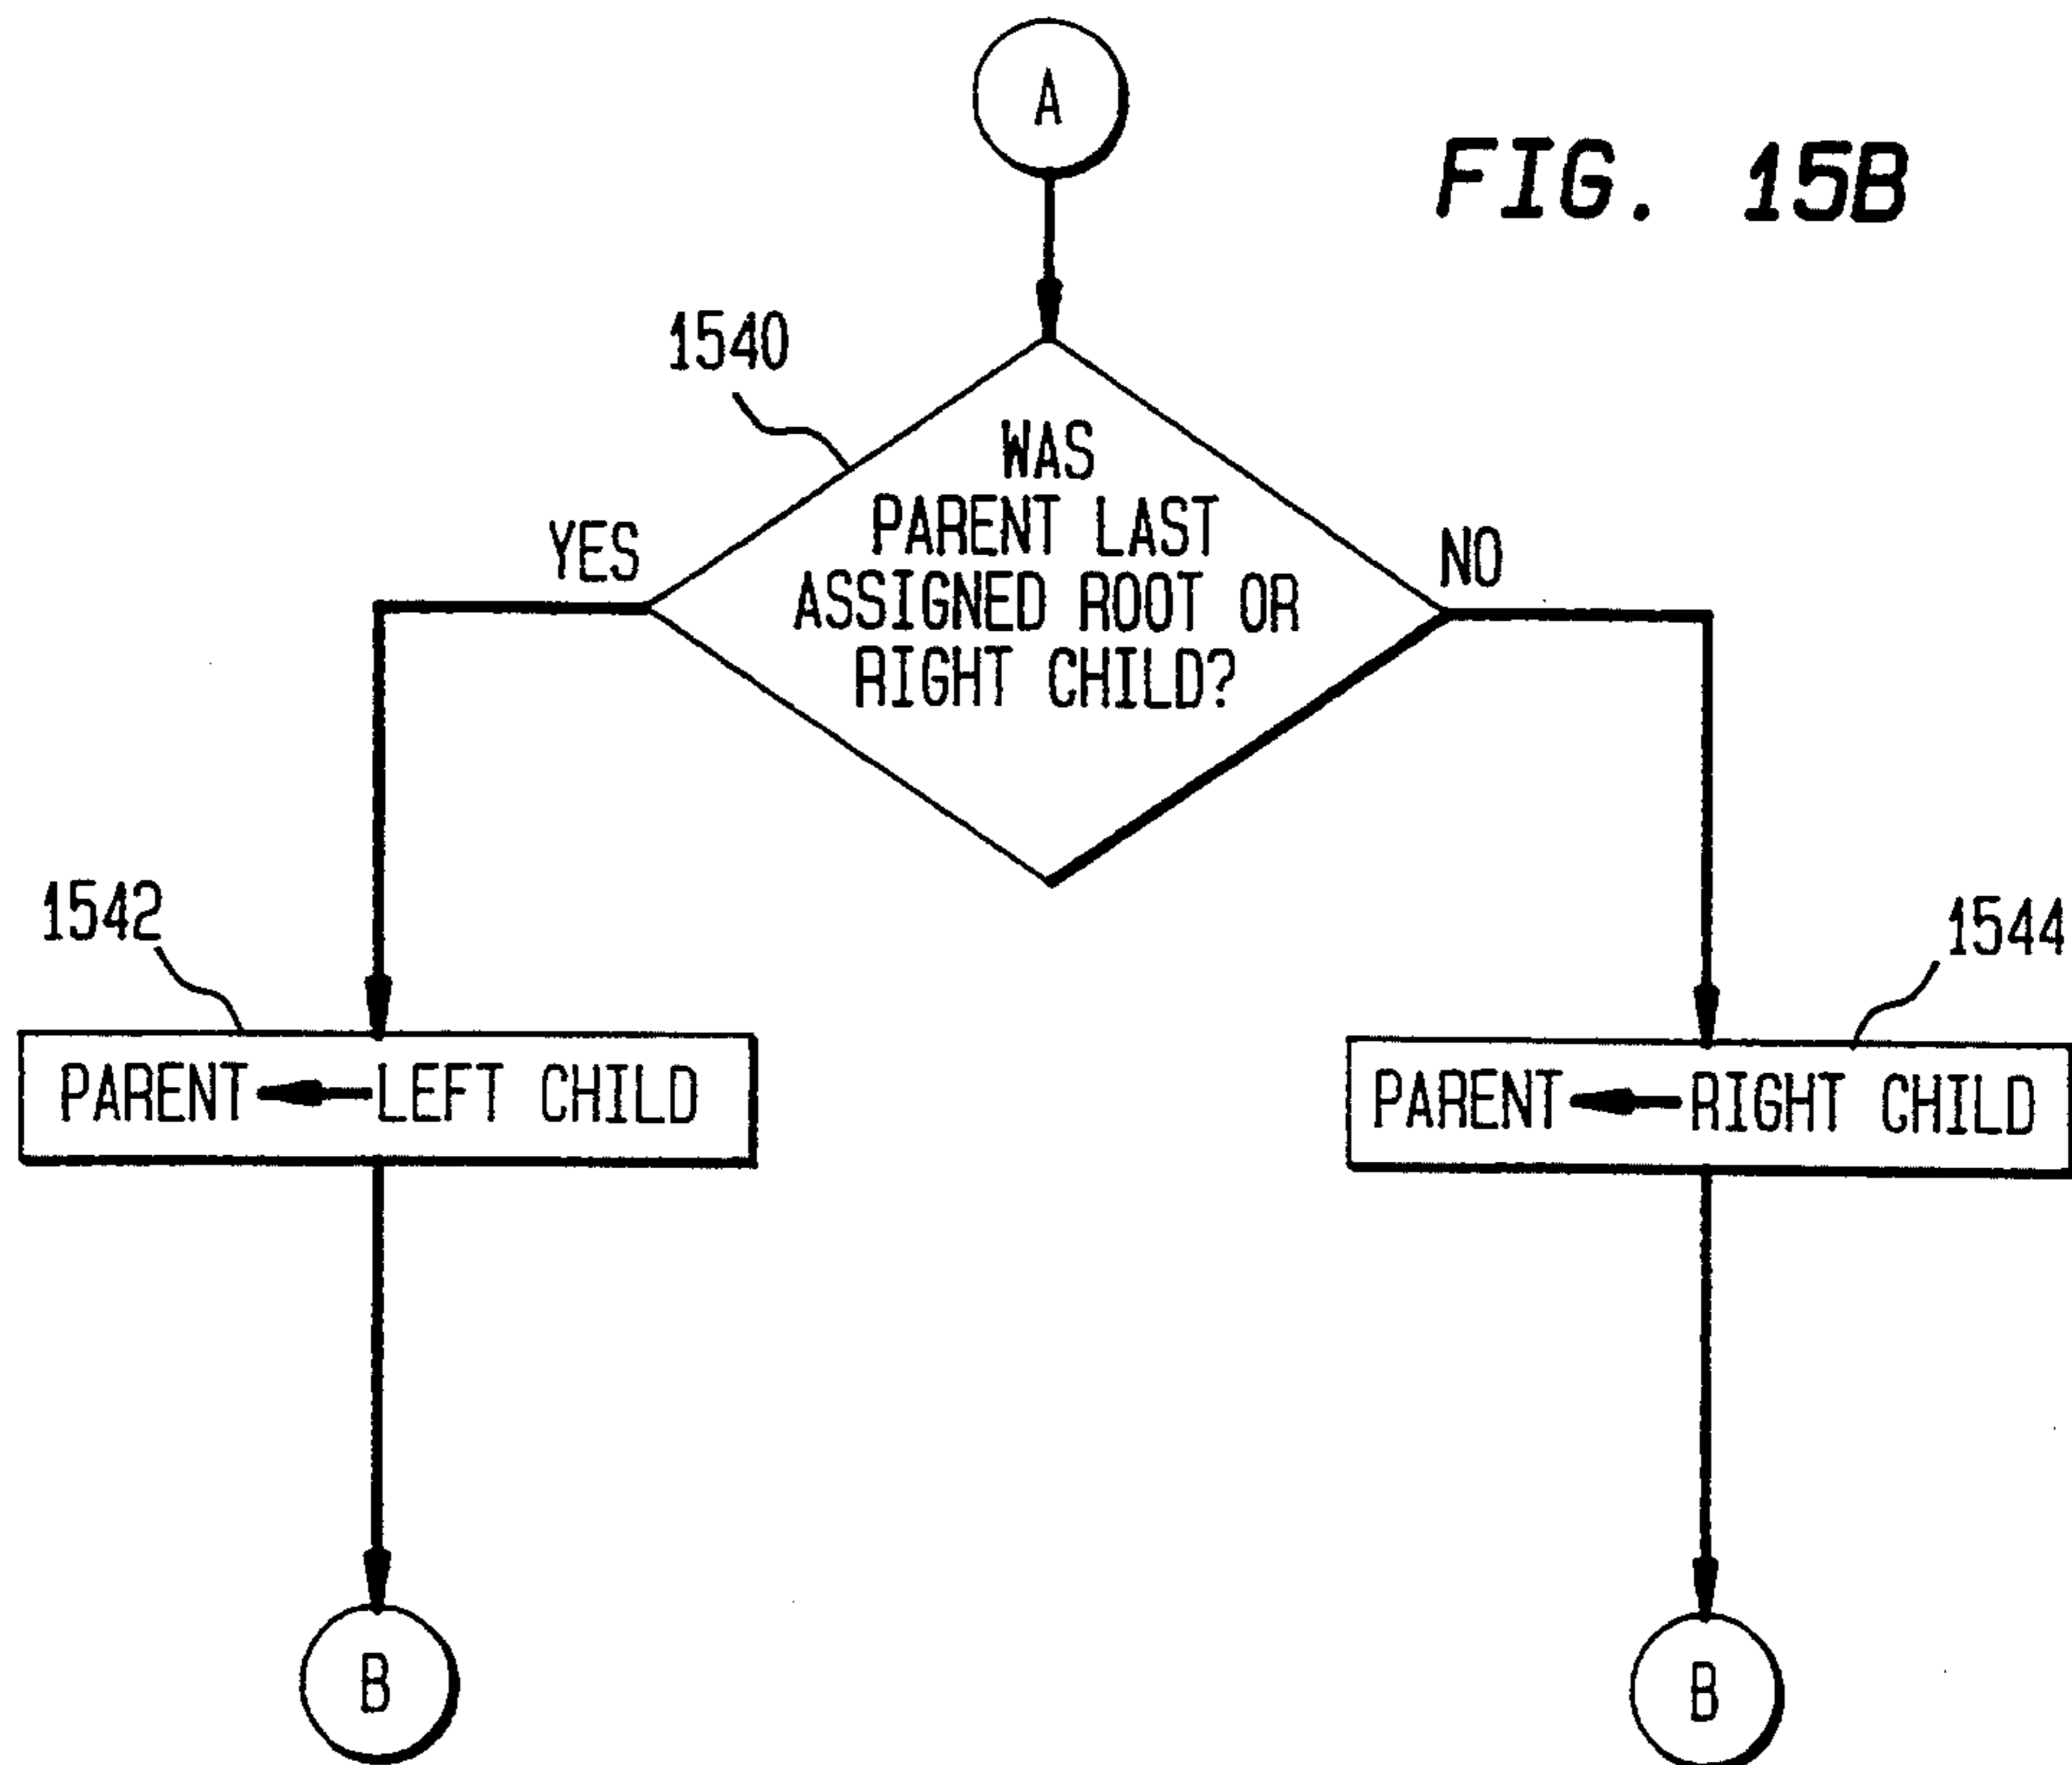 A
FIG. 15B
1540
WAS
PARENT LAST
ASSIGNED ROOT OR
RIGHT CHILD?
YES
NO
1542
1544
PARENT ← LEFT CHILD
PARENT ← RIGHT CHILD
B
B